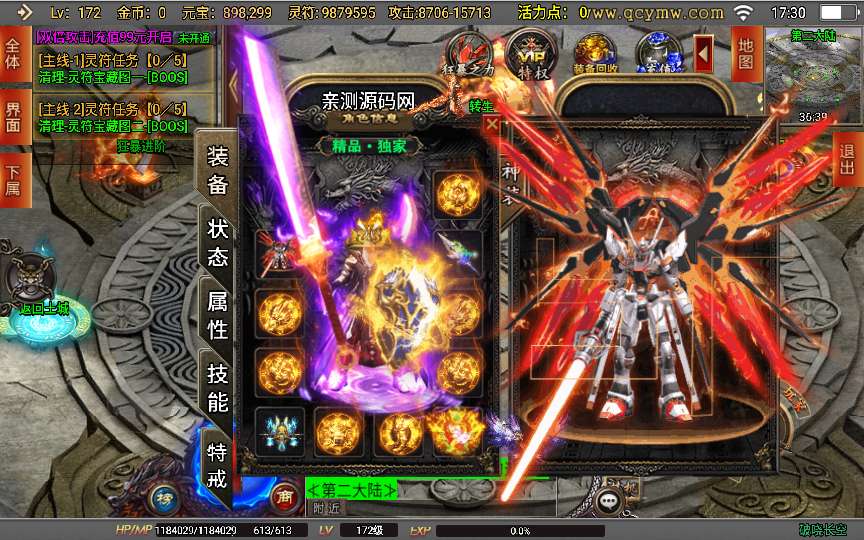 Lv: 172 金币: 0 元宝: 898,299 灵符: 9879595 攻击:8706-15713 活力点: 0
www.qcymw.com
17:30
全体
界面
下属
[双倍攻击]充值99元开启 未开通
[主线-1]灵符任务【0/5】
清理-灵符宝藏图一-[BOOS]
[主线2]灵符任务【0/5】
清理-灵符宝藏图二-[BOOS]
狂暴进阶
狂暴之力
VIP
特权
装备回收
地图
第二大陆
36:39
退出
转生
亲测源码网
角色信息
精品·独家
装备
状态
属性
技能
特戒
神装
返回土城
玩家
榜
商
<第二大陆>
附近
HP/MP 1184029/1184029 613/613 LV 172级 EXP 0.0%
破晓长空